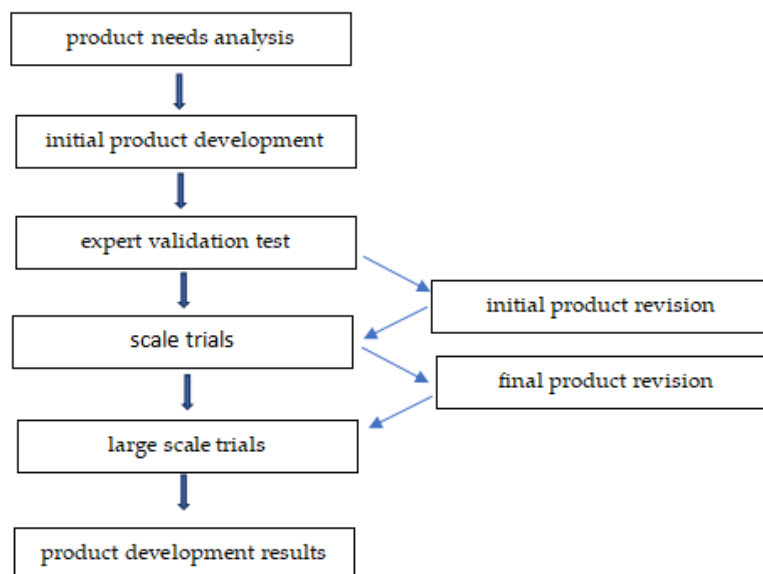 product needs analysis
initial product development
expert validation test
initial product revision
scale trials
final product revision
large scale trials
product development results